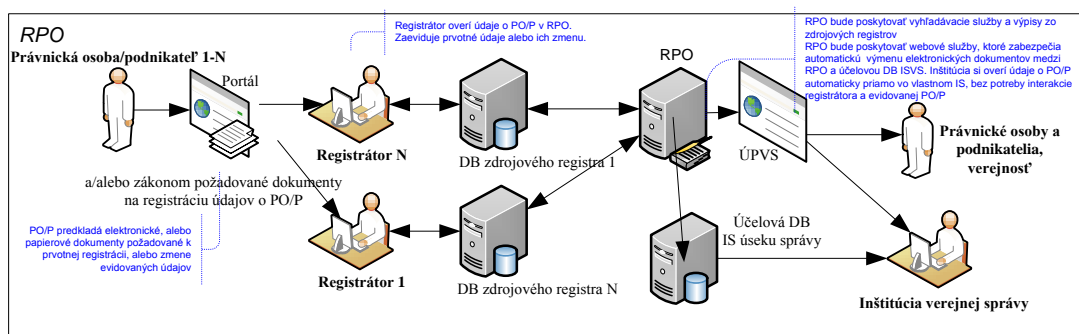 RPO
Právnická osoba/podnikateľ 1-N
Portál
a/alebo zákonom požadované dokumenty
na registráciu údajov o PO/P
PO/P predkladá elektronické, alebo
papierové dokumenty požadované k
prvotnej registrácii, alebo zmene
evidovaných údajov
Registrátor overí údaje o PO/P v RPO.
Zaeviduje prvotné údaje alebo ich zmenu.
Registrátor N
Registrátor 1
DB zdrojového registra 1
DB zdrojového registra N
RPO
RPO bude poskytovať vyhľadávacie služby a výpisy zo
zdrojových registrov
RPO bude poskytovať webové služby, ktoré zabezpečia
automatickú výmenu elektronických dokumentov medzi
RPO a účelovou DB ISVS. Inštitúcia si overí údaje o PO/P
automaticky priamo vo vlastnom IS, bez potreby interakcie
registrátora a evidovanej PO/P
ÚPVS
Právnické osoby a
podnikatelia,
verejnosť
Účelová DB
IS úseku správy
Inštitúcia verejnej správy